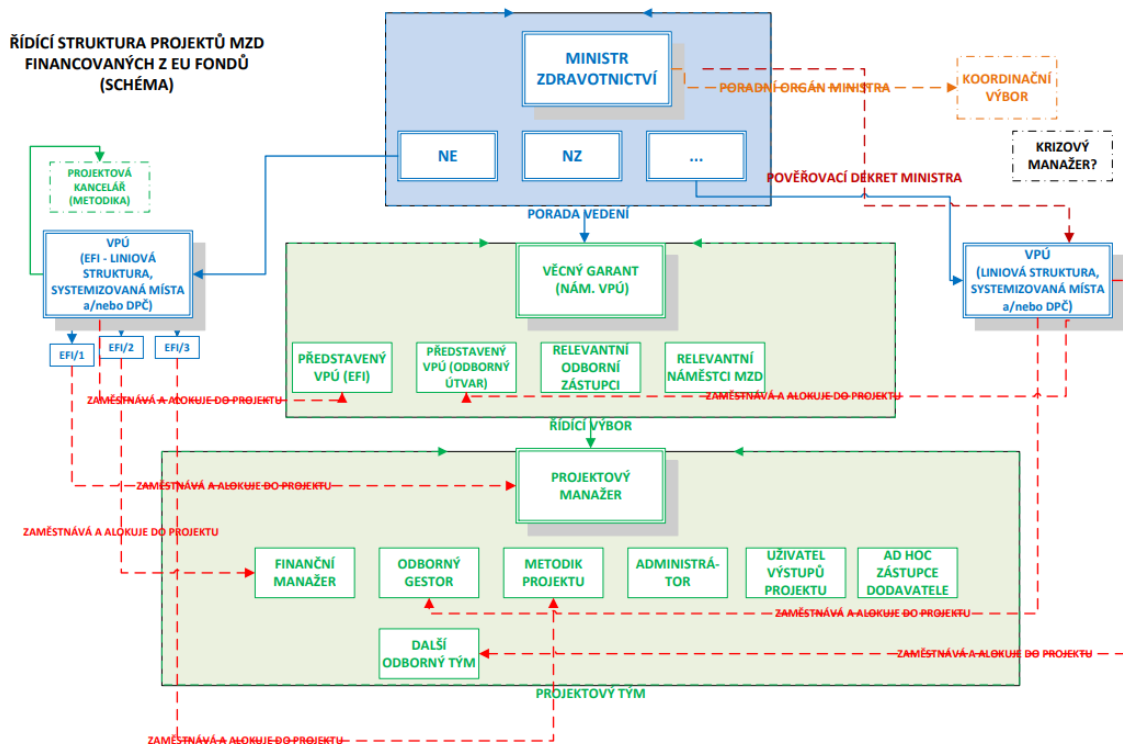 ŘÍDÍCÍ STRUKTURA PROJEKTŮ MZD
FINANCOVANÝCH Z EU FONDŮ
(SCHÉMA)
MINISTR
ZDRAVOTNICTVÍ
PORADNÍ ORGÁN MINISTRA
KOORDINAČNÍ
VÝBOR
NE
NZ
...
KRIZOVÝ
MANAŽER?
PROJEKTOVÁ
KANCELÁŘ
(METODIKA)
POVĚŘOVACÍ DEKRET MINISTRA
PORADA VEDENÍ
VPÚ
(EFI - LINIOVÁ
STRUKTURA,
SYSTEMIZOVANÁ MÍSTA
a/nebo DPČ)
VĚCNÝ GARANT
(NÁM. VPÚ)
VPÚ
(LINIOVÁ STRUKTURA,
SYSTEMIZOVANÁ MÍSTA
a/nebo DPČ)
EFI/1
EFI/2
EFI/3
PŘEDSTAVENÝ
VPÚ (EFI)
PŘEDSTAVENÝ
VPÚ (ODBORNÝ
ÚTVAR)
RELEVANTNÍ
ODBORNÍ
ZÁSTUPCI
RELEVANTNÍ
NÁMĚSTCI MZD
ZAMĚSTNÁVÁ A ALOKUJE DO PROJEKTU
ZAMĚSTNÁVÁ A ALOKUJE DO PROJEKTU
ŘÍDÍCÍ VÝBOR
PROJEKTOVÝ
MANAŽER
ZAMĚSTNÁVÁ A ALOKUJE DO PROJEKTU
ZAMĚSTNÁVÁ A ALOKUJE DO PROJEKTU
FINANČNÍ
MANAŽER
ODBORNÝ
GESTOR
METODIK
PROJEKTU
ADMINISTRÁ-
TOR
UŽIVATEL
VÝSTUPŮ
PROJEKTU
AD HOC
ZÁSTUPCE
DODAVATELE
ZAMĚSTNÁVÁ A ALOKUJE DO PROJEKTU
DALŠÍ
ODBORNÝ TÝM
ZAMĚSTNÁVÁ A ALOKUJE DO PROJEKTU
PROJEKTOVÝ TÝM
ZAMĚSTNÁVÁ A ALOKUJE DO PROJEKTU